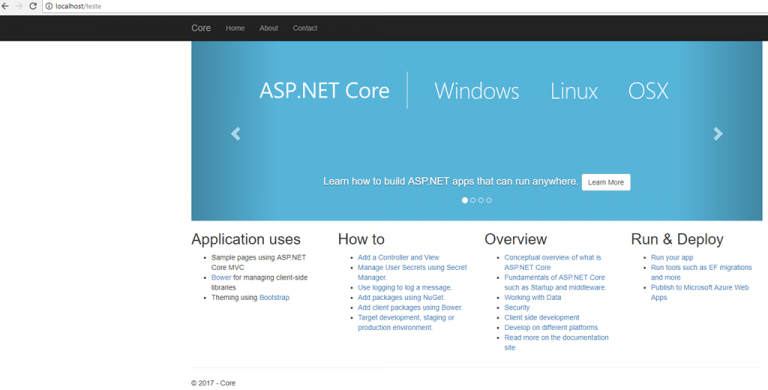 localhost/teste
Core Home About Contact
ASP.NET Core Windows Linux OSX
Learn how to build ASP.NET apps that can run anywhere. Learn More
Application uses
Sample pages using ASP.NET
Core MVC
Bower for managing client-side
libraries
Theming using Bootstrap
How to
Add a Controller and View
Manage User Secrets using Secret
Manager.
Use logging to log a message.
Add packages using NuGet.
Add client packages using Bower.
Target development, staging or
production environment.
Overview
Conceptual overview of what is
ASP.NET Core
Fundamentals of ASP.NET Core
such as Startup and middleware.
Working with Data
Security
Client side development
Develop on different platforms
Read more on the documentation
site
Run & Deploy
Run your app
Run tools such as EF migrations
and more
Publish to Microsoft Azure Web
Apps
© 2017 - Core